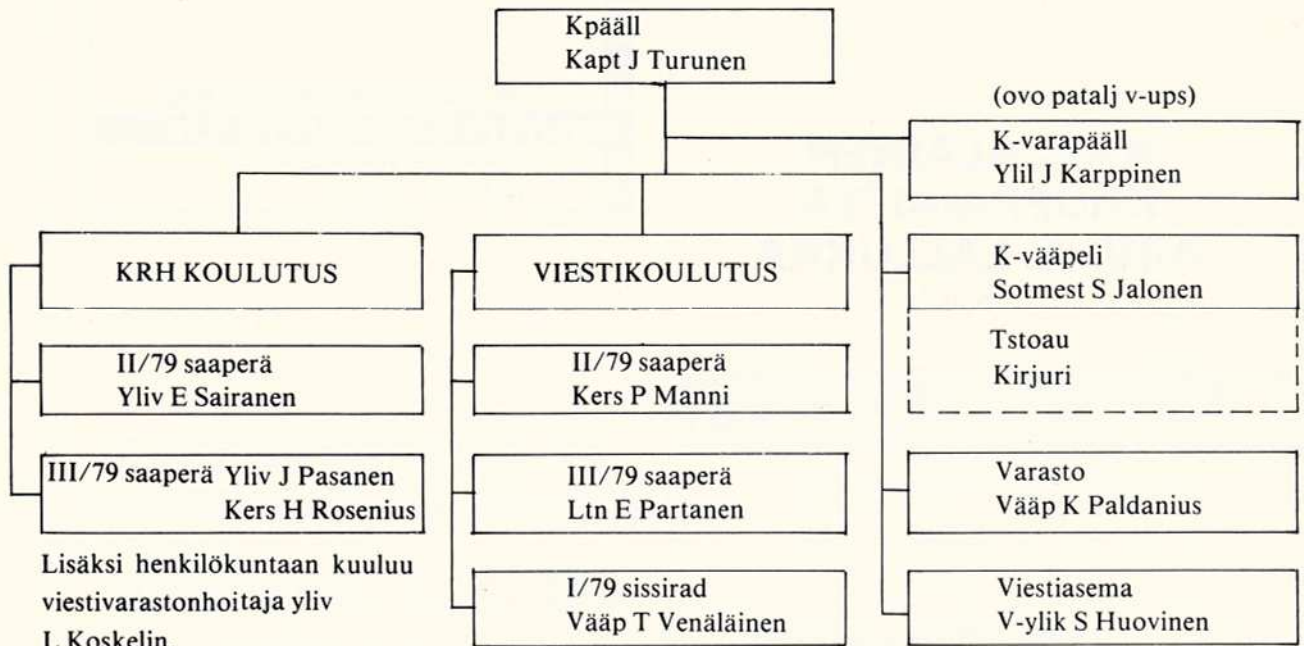 Kpääll
Kapt J Turunen
(ovo patalj v-ups)
K-varapääll
Ylil J Karppinen
KRH KOULUTUS
II/79 saaperä
Yliv E Sairanen
III/79 saaperä Yliv J Pasanen
Kers H Rosenius
Lisäksi henkilökuntaan kuuluu
viestivarastonhoitaja yliv
VIESTIKOULUTUS
II/79 saaperä
Kers P Manni
III/79 saaperä
Ltn E Partanen
I/79 sissirad
Vääp T Venäläinen
K-vääpeli
Sotmest S Jalonen
Tstoau
Kirjuri
Varasto
Vääp K Paldanius
Viestiasema
V-ylik S Huovinen